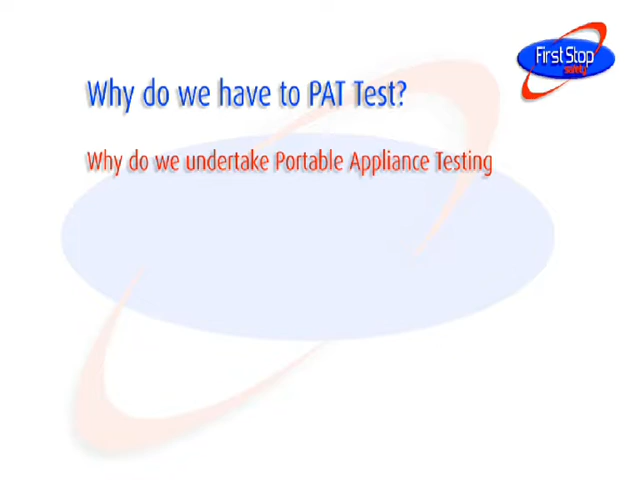 First Stop
safety
Why do we have to PAT Test?
Why do we undertake Portable Appliance Testing